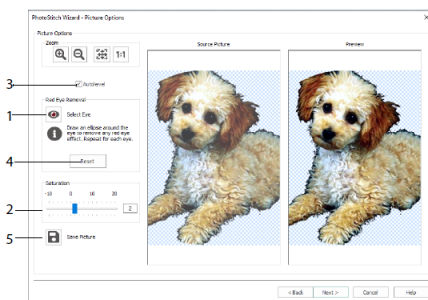 PhotoStitch Wizard - Picture Options
Picture Options
Zoom
1:1
Source Picture
Preview
3
Autolevel
Red Eye Removal
1
Select Eye
Draw an ellipse around the
eye to remove any red eye
effect. Repeat for each eye.
4
Reset
Saturation
-10 0 10 20
2
2
5
Save Picture
< Back
Next >
Cancel
Help